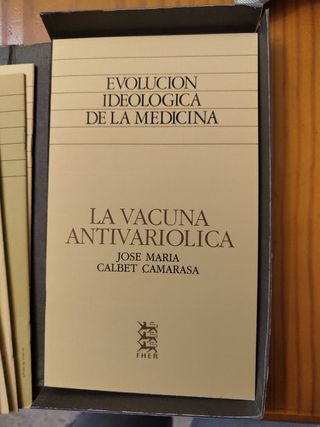 EVOLUCION
IDEOLOGICA
DE LA MEDICINA
LA VACUNA
ANTIVARIOLICA
JOSE MARIA
CALBET CAMARASA
FHER